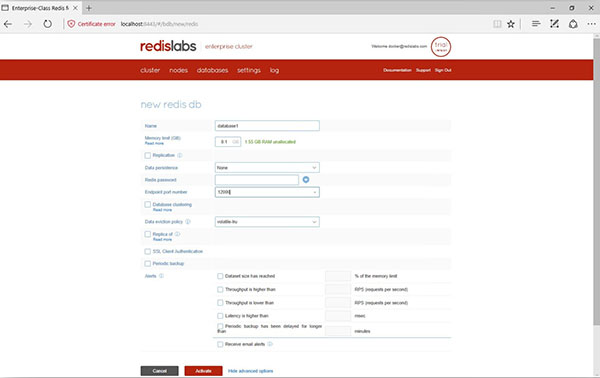 Enterprise-Class Redis M
Certificate error localhost:8443/#/bdb/new/redis
redislabs enterprise cluster
Welcome docker@redislabs.com
trial
cluster nodes databases settings log
Documentation Support Sign Out
new redis db
Name database1
Memory limit (GB) 0.1 GB 1.55 GB RAM unallocated
Read more
Replication
Data persistence None
Redis password
Endpoint port number 12000
Database clustering
Read more
Data eviction policy volatile-lru
Replica of
Read more
SSL Client Authentication
Periodic backup
Alerts Dataset size has reached % of the memory limit
Throughput is higher than RPS (requests per second)
Throughput is lower than RPS (requests per second)
Latency is higher than msec
Periodic backup has been delayed for longer
than minutes
Receive email alerts
Cancel Activate Hide advanced options